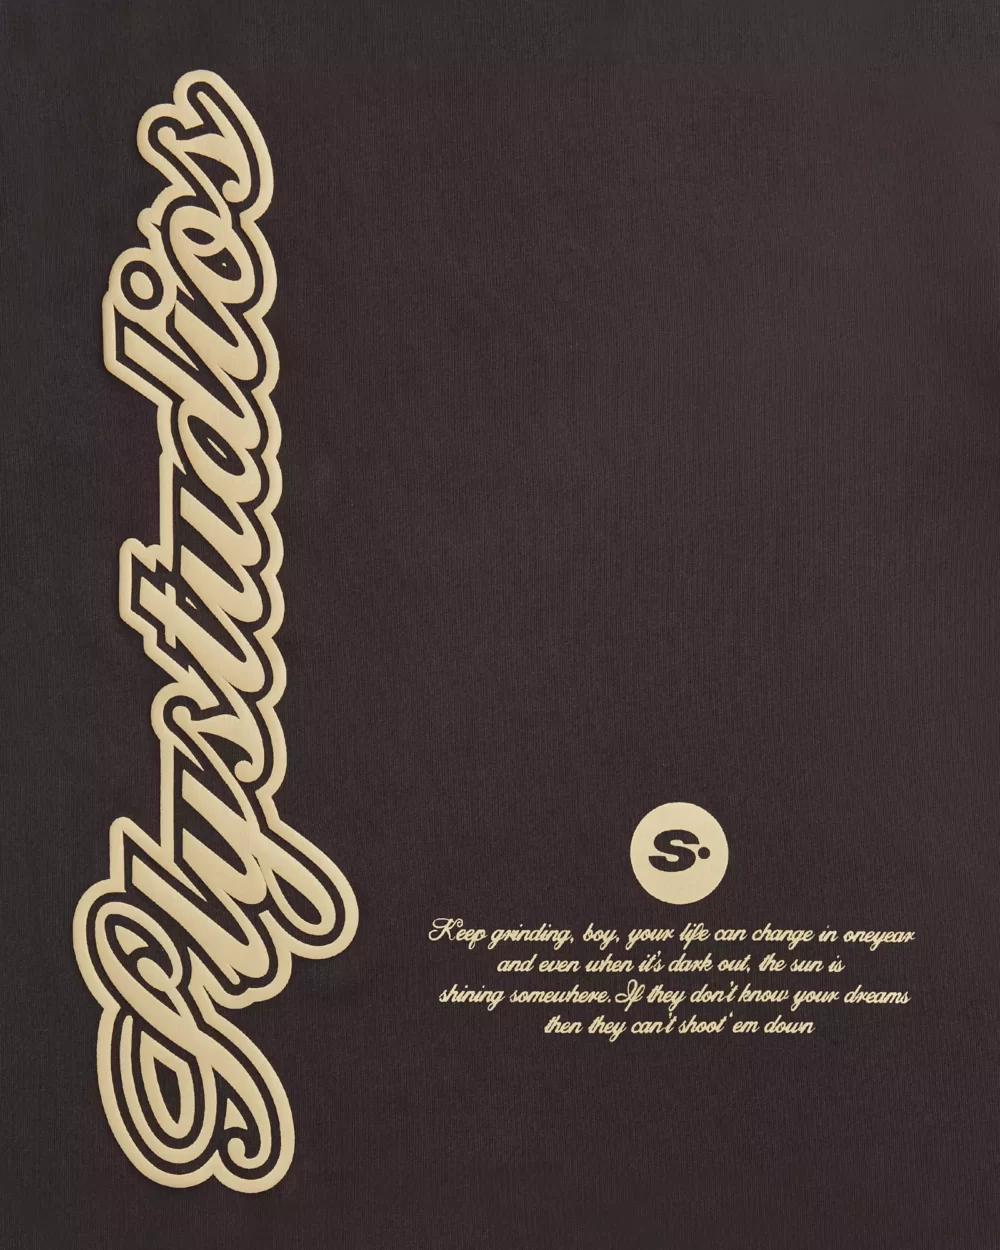 Slystudios
S.
Keep grinding, boy, your life can change in oneyear
and even when it's dark out, the sun is
shining somewhere. If they don't know your dreams
then they can't shoot 'em down